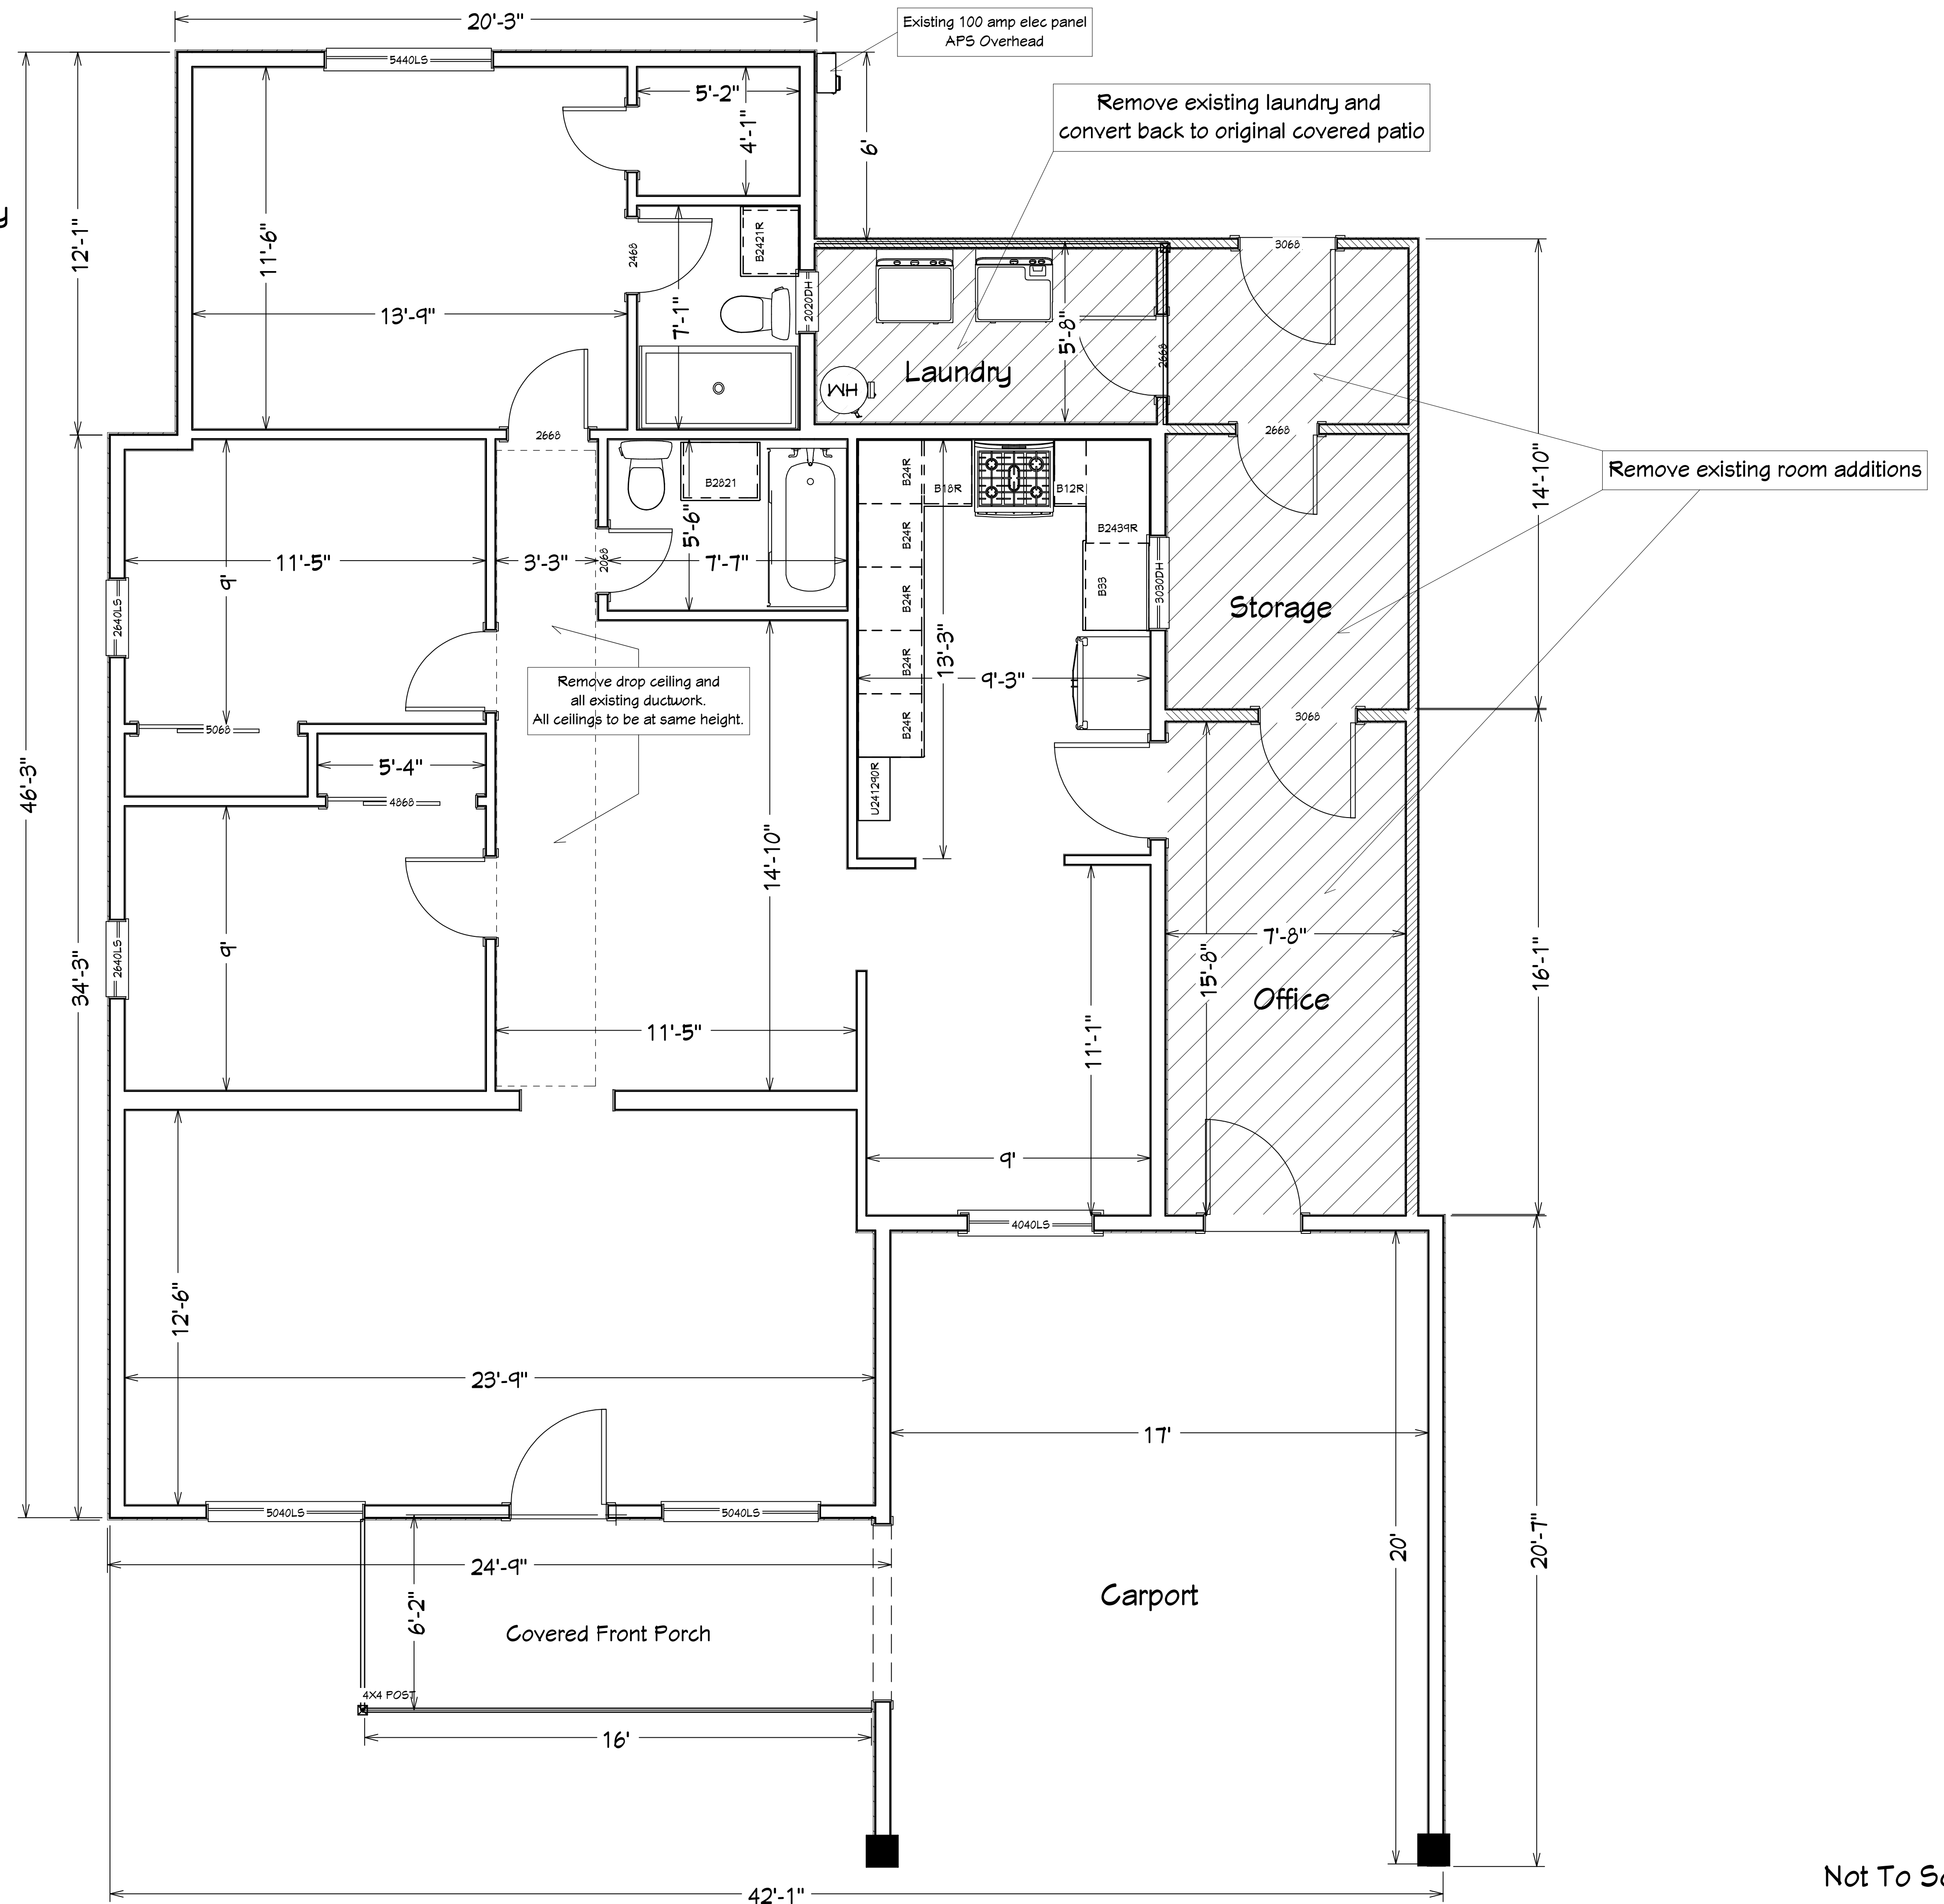 20'-3"
Existing 100 amp elec panel
APS Overhead
5440LS
5'-2"
4'-1"
6'
Remove existing laundry and
convert back to original covered patio
12'-1"
11'-6"
13'-9"
2468
B2421R
7'-1"
2020DH
3068
5'-8"
2668
Laundry
HM
2668
2668
14'-10"
Remove existing room additions
B2821
5'-6"
7'-7"
2068
3'-3"
11'-5"
9'
2640LS
B24R
B18R
B12R
B24R
B2439R
B24R
B33
3030DH
B24R
B24R
13'-3"
9'-3"
U241290R
Storage
Remove drop ceiling and
all existing ductwork.
All ceilings to be at same height.
5068
5'-4"
4868
3068
46'-3"
34'-3"
9'
2640LS
14'-10"
11'-5"
11'-1"
15'-8"
7'-8"
Office
16'-1"
9'
4040LS
12'-6"
23'-9"
17'
5040LS
5040LS
24'-9"
6'-2"
Covered Front Porch
Carport
20'
20'-7"
4X4 POST
16'
42'-1"
Not To